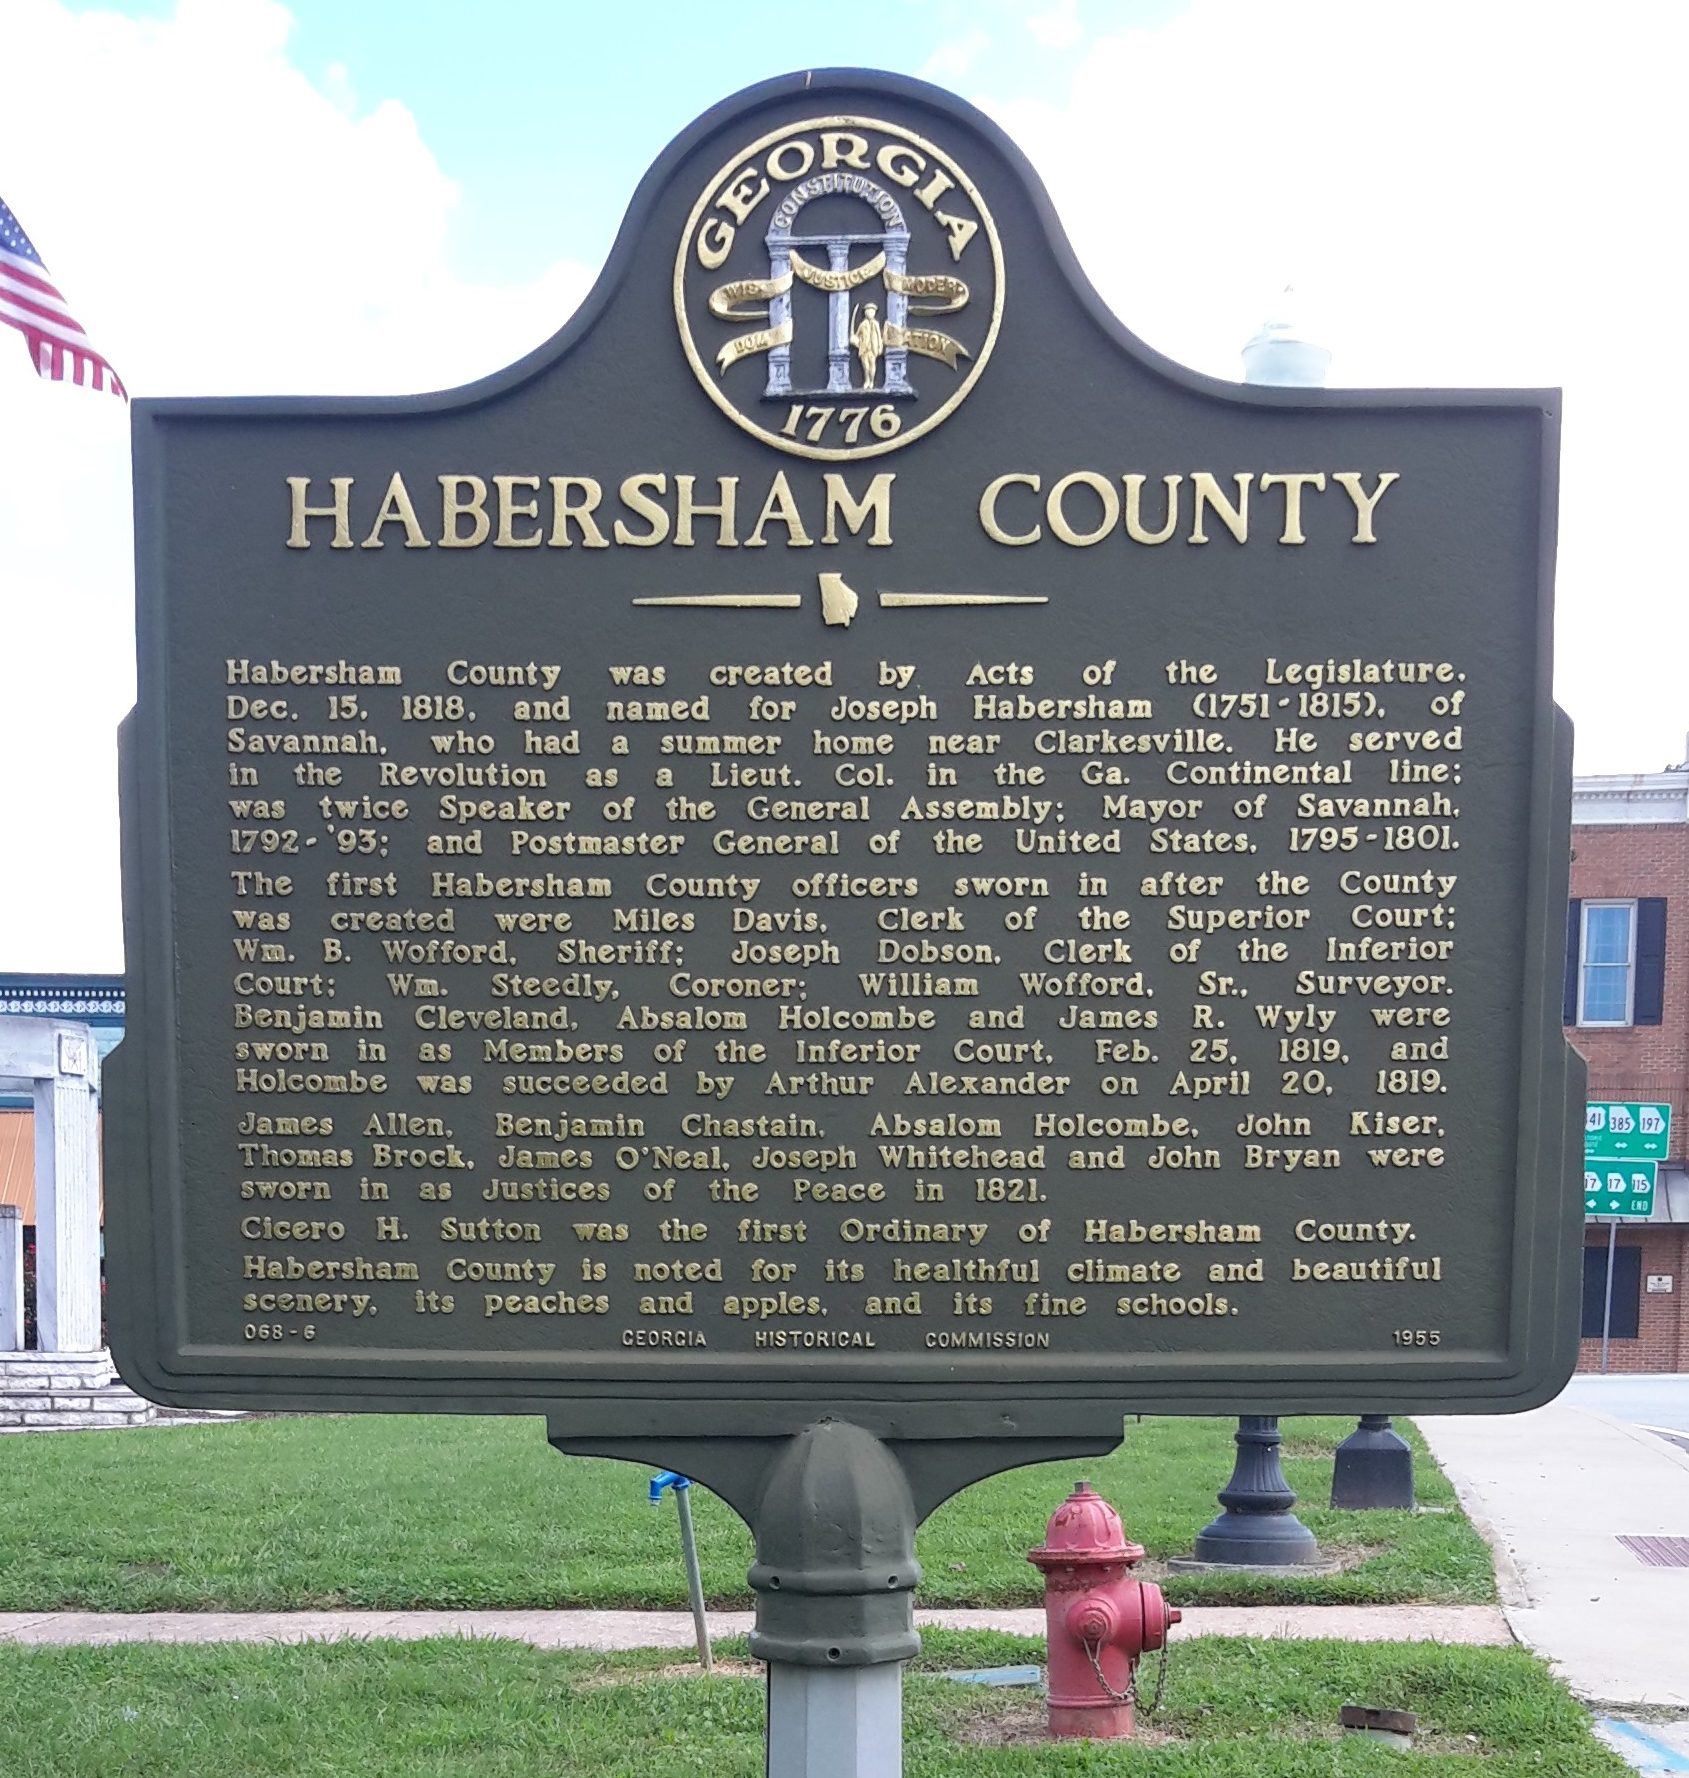 GEORGIA
CONSTITUTION
WIS- JUSTICE MODER
DOM ATION
1776
HABERSHAM COUNTY
Habersham County was created by Acts of the Legislature,
Dec. 15, 1818, and named for Joseph Habersham (1751-1815), of
Savannah, who had a summer home near Clarkesville. He served
in the Revolution as a Lieut. Col. in the Ga. Continental line;
was twice Speaker of the General Assembly; Mayor of Savannah,
1792-'93; and Postmaster General of the United States, 1795-1801.
The first Habersham County officers sworn in after the County
was created were Miles Davis, Clerk of the Superior Court;
Wm. B. Wofford, Sheriff; Joseph Dobson, Clerk of the Inferior
Court; Wm. Steedly, Coroner; William Wofford, Sr., Surveyor.
Benjamin Cleveland, Absalom Holcombe and James R. Wyly were
sworn in as Members of the Inferior Court, Feb. 25, 1819, and
Holcombe was succeeded by Arthur Alexander on April 20, 1819.
James Allen, Benjamin Chastain, Absalom Holcombe, John Kiser,
Thomas Brock, James O'Neal, Joseph Whitehead and John Bryan were
sworn in as Justices of the Peace in 1821.
Cicero H. Sutton was the first Ordinary of Habersham County.
Habersham County is noted for its healthful climate and beautiful
scenery, its peaches and apples, and its fine schools.
068-6 GEORGIA HISTORICAL COMMISSION 1955
41 385 197
17 17 115
END